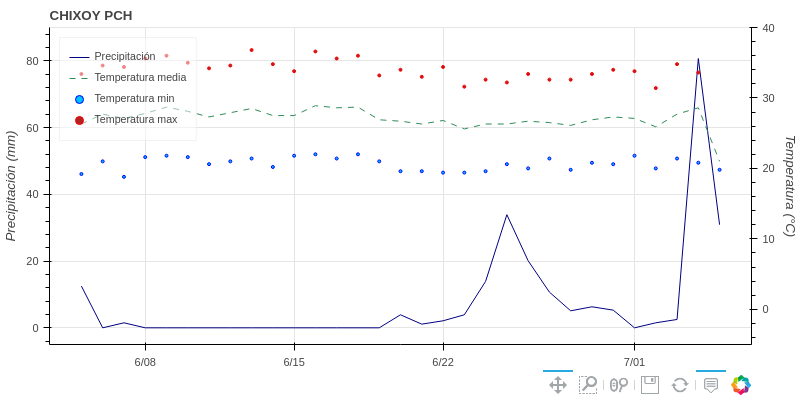 CHIXOY PCH
Precipitación
Temperatura media
Temperatura min
Temperatura max
Precipitación (mm)
80
60
40
20
0
Temperatura (°C)
40
30
20
10
0
6/08
6/15
6/22
7/01